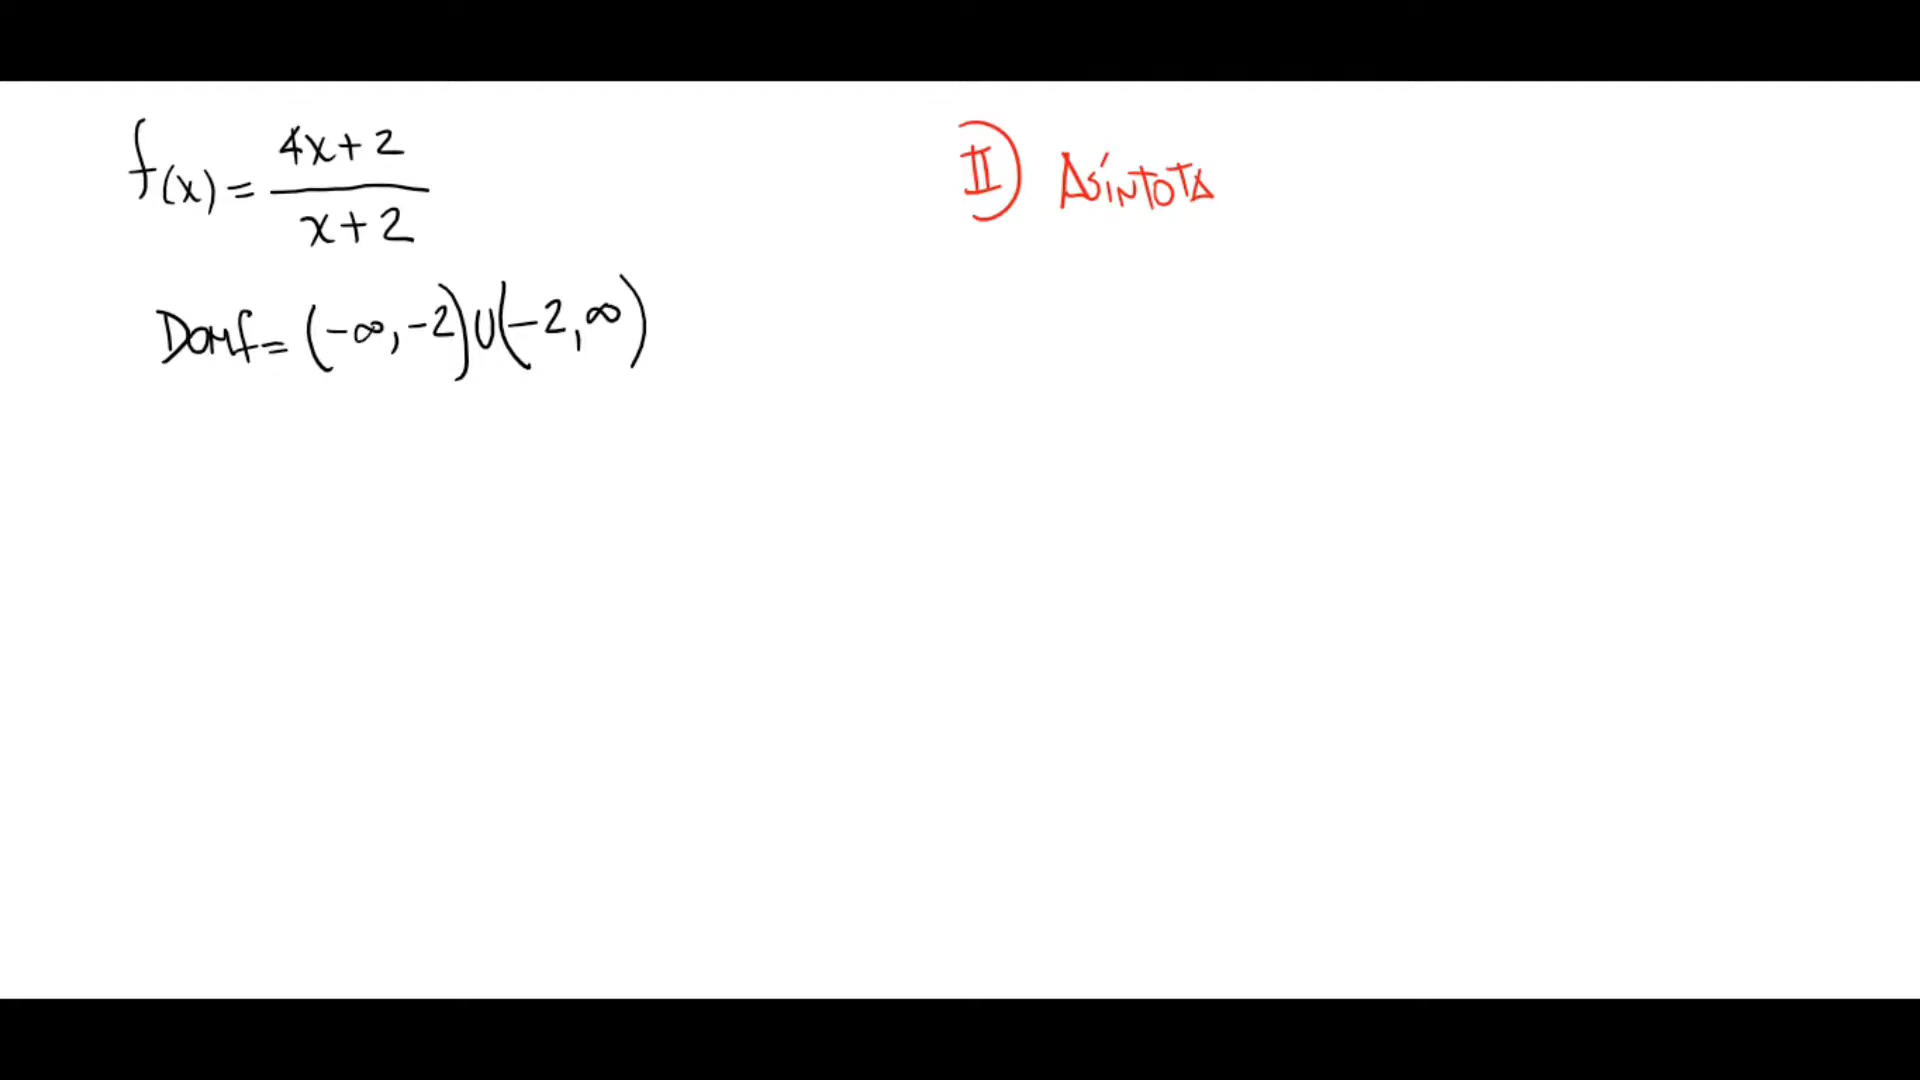 f(x) = 4x+2 / x+2
Domf = (-∞, -2) ∪ (-2, ∞)
II) ASÍNTOTA